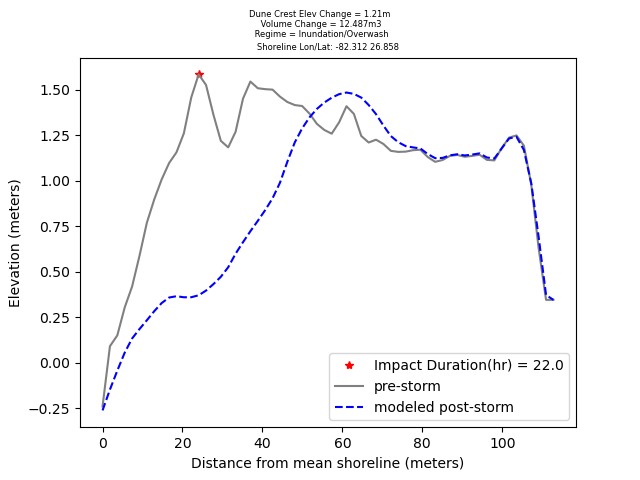 Dune Crest Elev Change = 1.21m
Volume Change = 12.487m3
Regime = Inundation/Overwash
Shoreline Lon/Lat: -82.312 26.858
1.50
1.25
1.00
0.75
0.50
0.25
0.00
−0.25
Elevation (meters)
Impact Duration(hr) = 22.0
pre-storm
modeled post-storm
0 20 40 60 80 100
Distance from mean shoreline (meters)